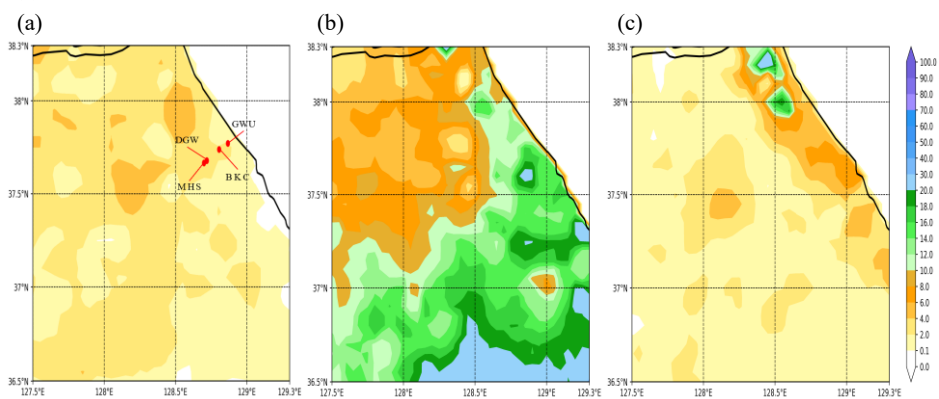 (a)
(b)
(c)
38.3°N
38°N
37.5°N
37°N
36.5°N
127.5°E
128°E
128.5°E
129°E
129.3°E
DGW
GWU
MHS
BKC
38.3°N
38°N
37.5°N
37°N
36.5°N
127.5°E
128°E
128.5°E
129°E
129.3°E
38.3°N
38°N
37.5°N
37°N
36.5°N
127.5°E
128°E
128.5°E
129°E
129.3°E
100.0
90.0
80.0
70.0
60.0
50.0
40.0
30.0
20.0
18.0
16.0
14.0
12.0
10.0
8.0
6.0
4.0
2.0
0.1
0.0